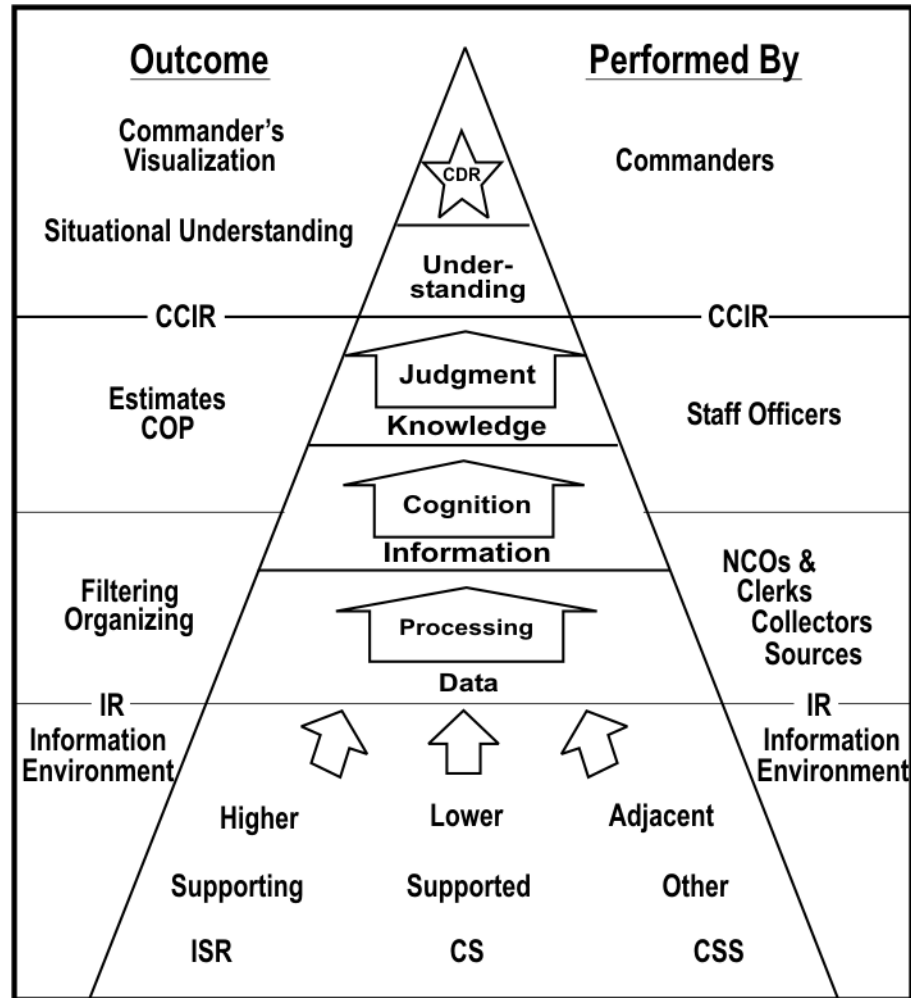 Outcome
Performed By
Commander's
Visualization
CDR
Commanders
Situational Understanding
Under-
standing
CCIR
CCIR
Judgment
Estimates
COP
Knowledge
Staff Officers
Cognition
Information
Filtering
Organizing
NCOs &
Clerks
Collectors
Sources
Processing
Data
IR
Information
Environment
IR
Information
Environment
Higher
Lower
Adjacent
Supporting
Supported
Other
ISR
CS
CSS